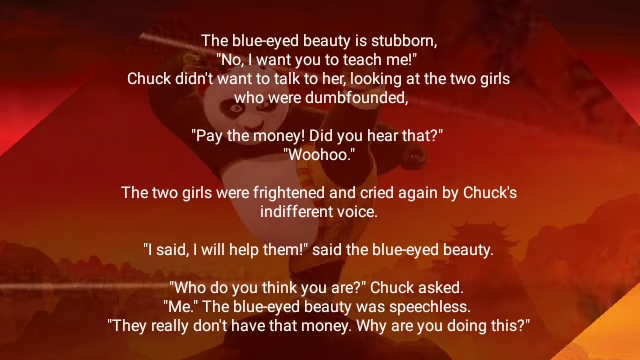 The blue-eyed beauty is stubborn,
"No, I want you to teach me!"
Chuck didn't want to talk to her, looking at the two girls
who were dumbfounded,
"Pay the money! Did you hear that?"
"Woohoo."
The two girls were frightened and cried again by Chuck's
indifferent voice.
"I said, I will help them!" said the blue-eyed beauty.
"Who do you think you are?" Chuck asked.
"Me." The blue-eyed beauty was speechless.
"They really don't have that money. Why are you doing this?"